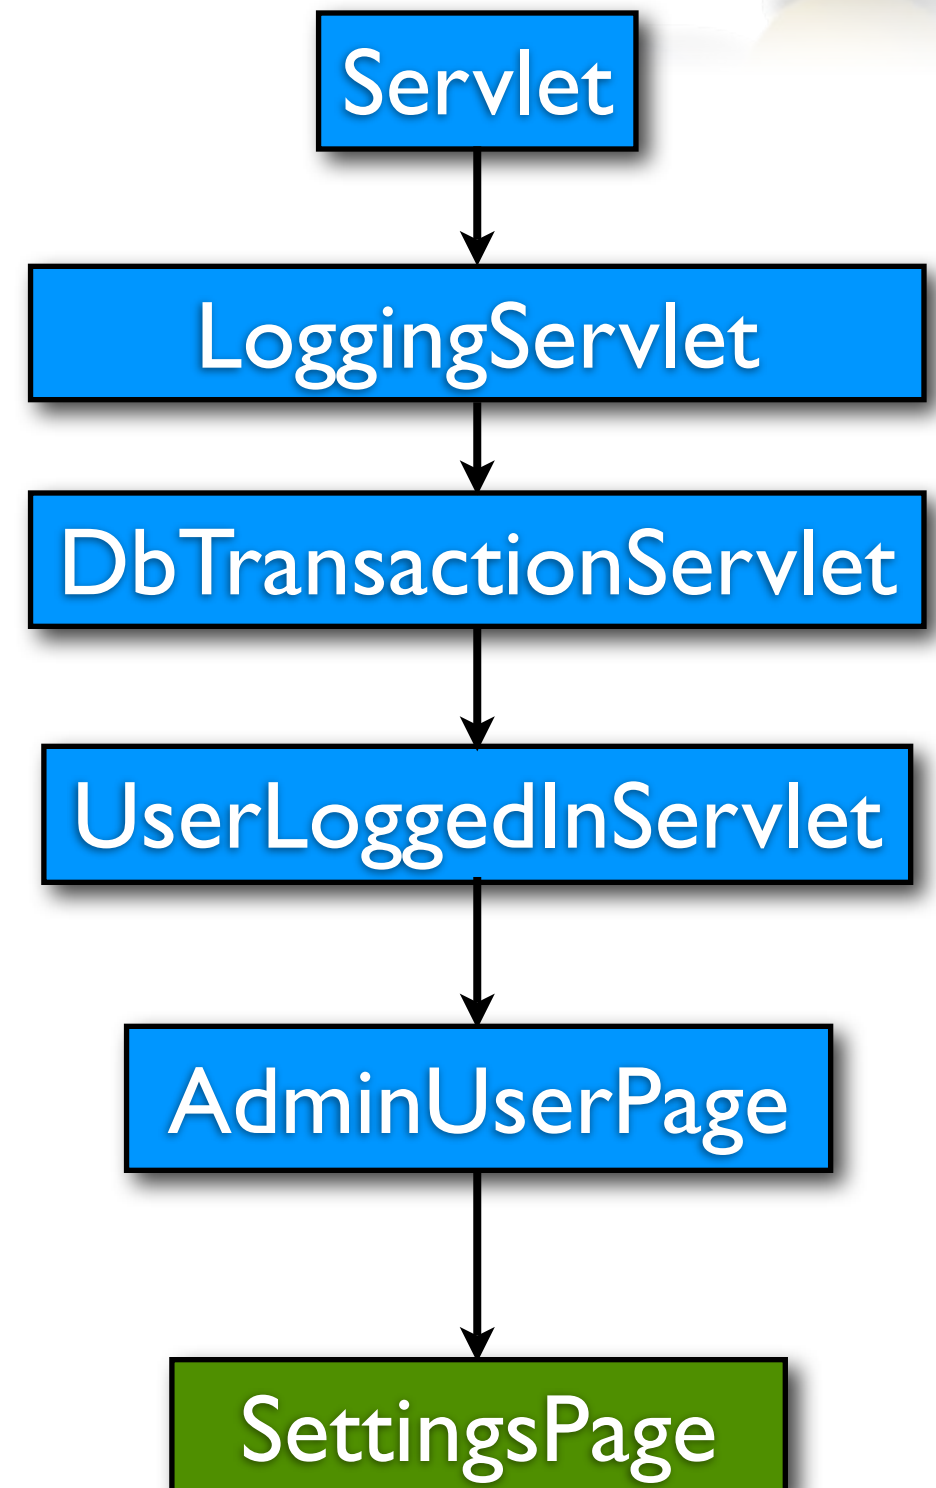 Servlet
LoggingServlet
DbTransactionServlet
UserLoggedInServlet
AdminUserPage
SettingsPage